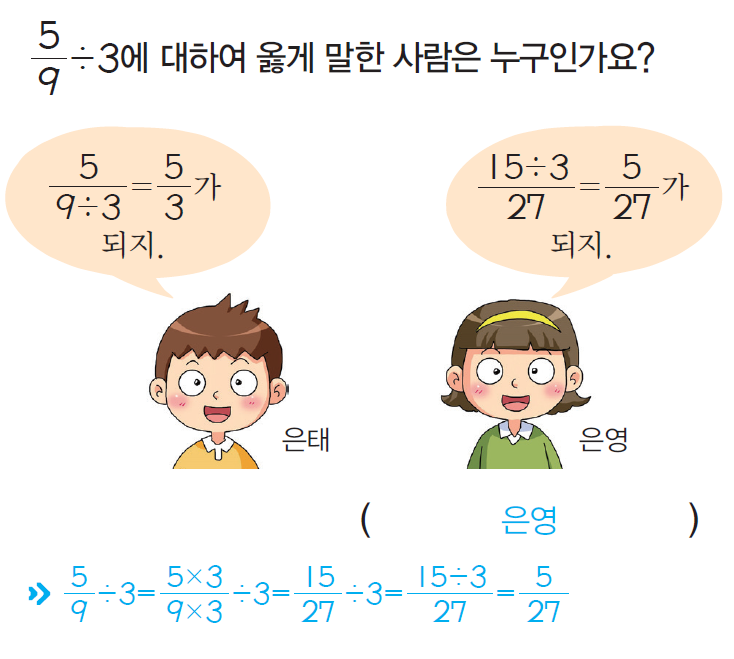 5/9÷3에 대하여 옳게 말한 사람은 누구인가요?
5/(9÷3)=5/3가
되지.
(15÷3)/27=5/27가
되지.
은태
은영
( 은영 )
» 5/9÷3=(5×3)/(9×3)÷3=15/27÷3=(15÷3)/27=5/27